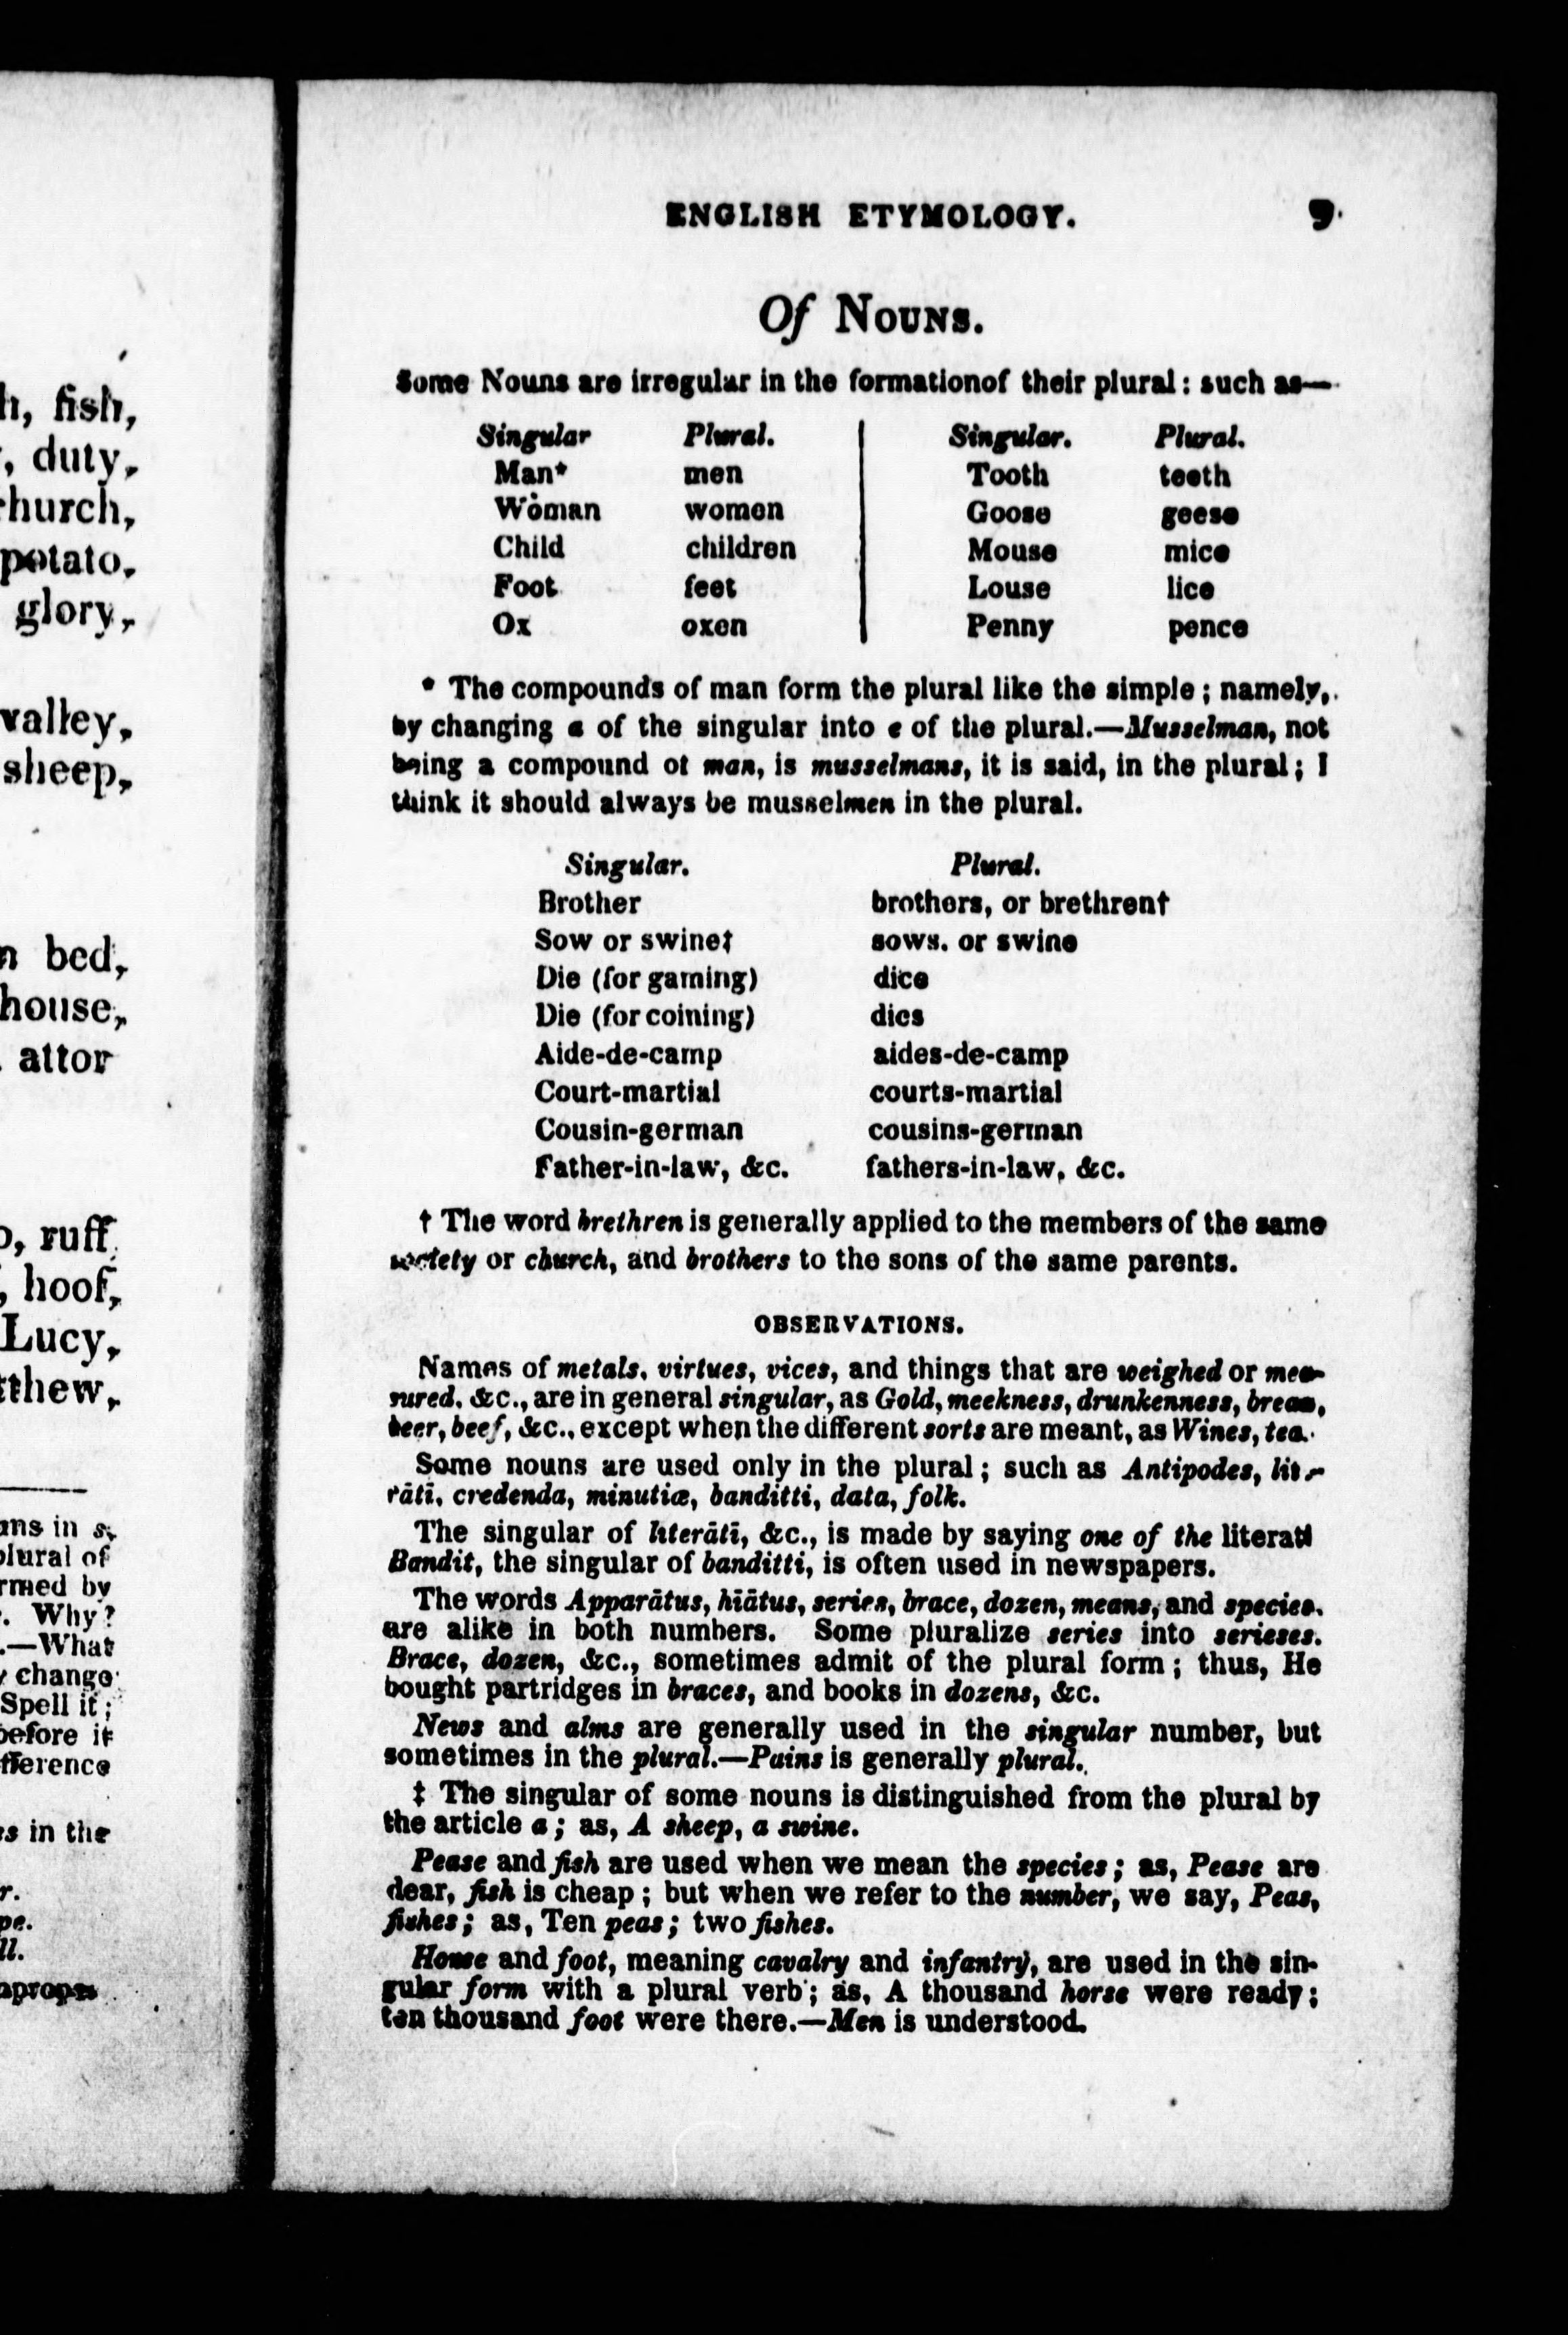 h, fish,
, duty,
church,
potato,
glory,
valley,
sheep,
bed,
house,
attor
ruff
, hoof,
Lucy,
tthew,
in s,
plural of
rmed by
. Why?
.—What
change
Spell it;
before it
fference
s in the
r.
pe.
ll.
ENGLISH ETYMOLOGY. 9
Of NOUNS.
Some Nouns are irregular in the formationof their plural: such as—
Singular Plural. Singular. Plural.
Man* men Tooth teeth
Woman women Goose geese
Child children Mouse mice
Foot feet Louse lice
Ox oxen Penny pence
* The compounds of man form the plural like the simple; namely,
by changing a of the singular into e of the plural.—Musselman, not
being a compound of man, is musselmans, it is said, in the plural; I
think it should always be musselmen in the plural.
Singular. Plural.
Brother brothers, or brethren†
Sow or swine‡ sows. or swine
Die (for gaming) dice
Die (for coining) dies
Aide-de-camp aides-de-camp
Court-martial courts-martial
Cousin-german cousins-german
Father-in-law, &c. fathers-in-law, &c.
† The word brethren is generally applied to the members of the same
society or church, and brothers to the sons of the same parents.
OBSERVATIONS.
Names of metals, virtues, vices, and things that are weighed or mea-
sured, &c., are in general singular, as Gold, meekness, drunkenness, bread,
beer, beef, &c., except when the different sorts are meant, as Wines, tea.
Some nouns are used only in the plural; such as Antipodes, lite-
rāti, credenda, minutiæ, banditti, data, folk.
The singular of literātī, &c., is made by saying one of the literati
Bandit, the singular of banditti, is often used in newspapers.
The words Apparātus, hīātus, series, brace, dozen, means, and species.
are alike in both numbers. Some pluralize series into serieses.
Brace, dozen, &c., sometimes admit of the plural form; thus, He
bought partridges in braces, and books in dozens, &c.
News and alms are generally used in the singular number, but
sometimes in the plural.—Pains is generally plural.
‡ The singular of some nouns is distinguished from the plural by
the article a; as, A sheep, a swine.
Pease and fish are used when we mean the species; as, Pease are
dear, fish is cheap; but when we refer to the number, we say, Peas,
fishes; as, Ten peas; two fishes.
Horse and foot, meaning cavalry and infantry, are used in the sin-
gular form with a plural verb; as, A thousand horse were ready;
ten thousand foot were there.—Men is understood.